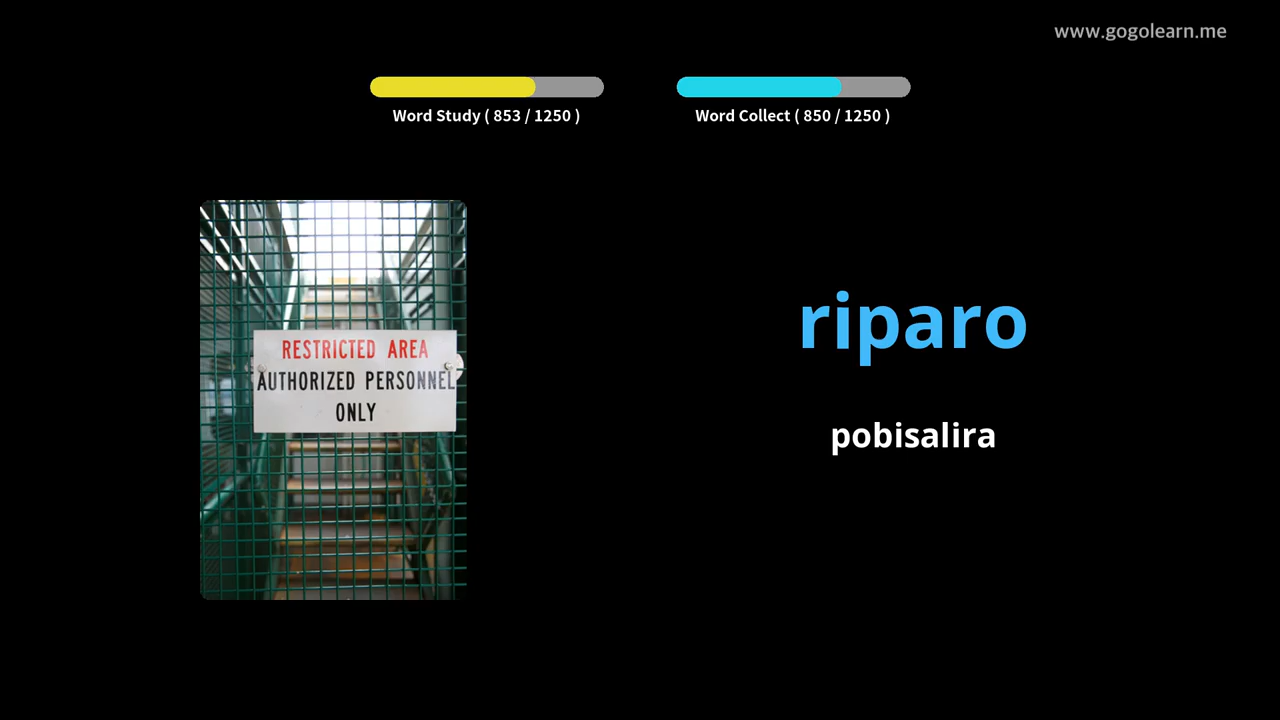 www.gogolearn.me
Word Study ( 853 / 1250 )
Word Collect ( 850 / 1250 )
RESTRICTED AREA
AUTHORIZED PERSONNEL
ONLY
riparo
pobisalira